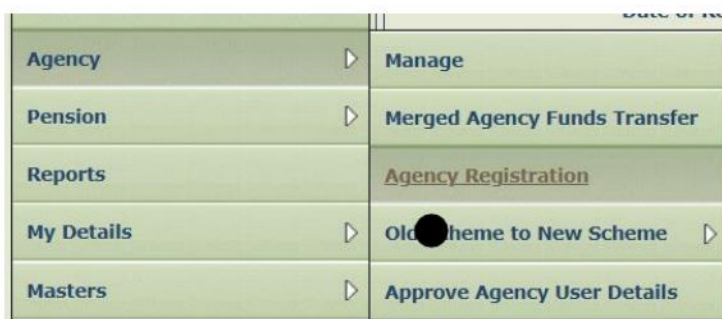 Agency
Pension
Reports
My Details
Masters
Manage
Merged Agency Funds Transfer
Agency Registration
to New Scheme
Approve Agency User Details